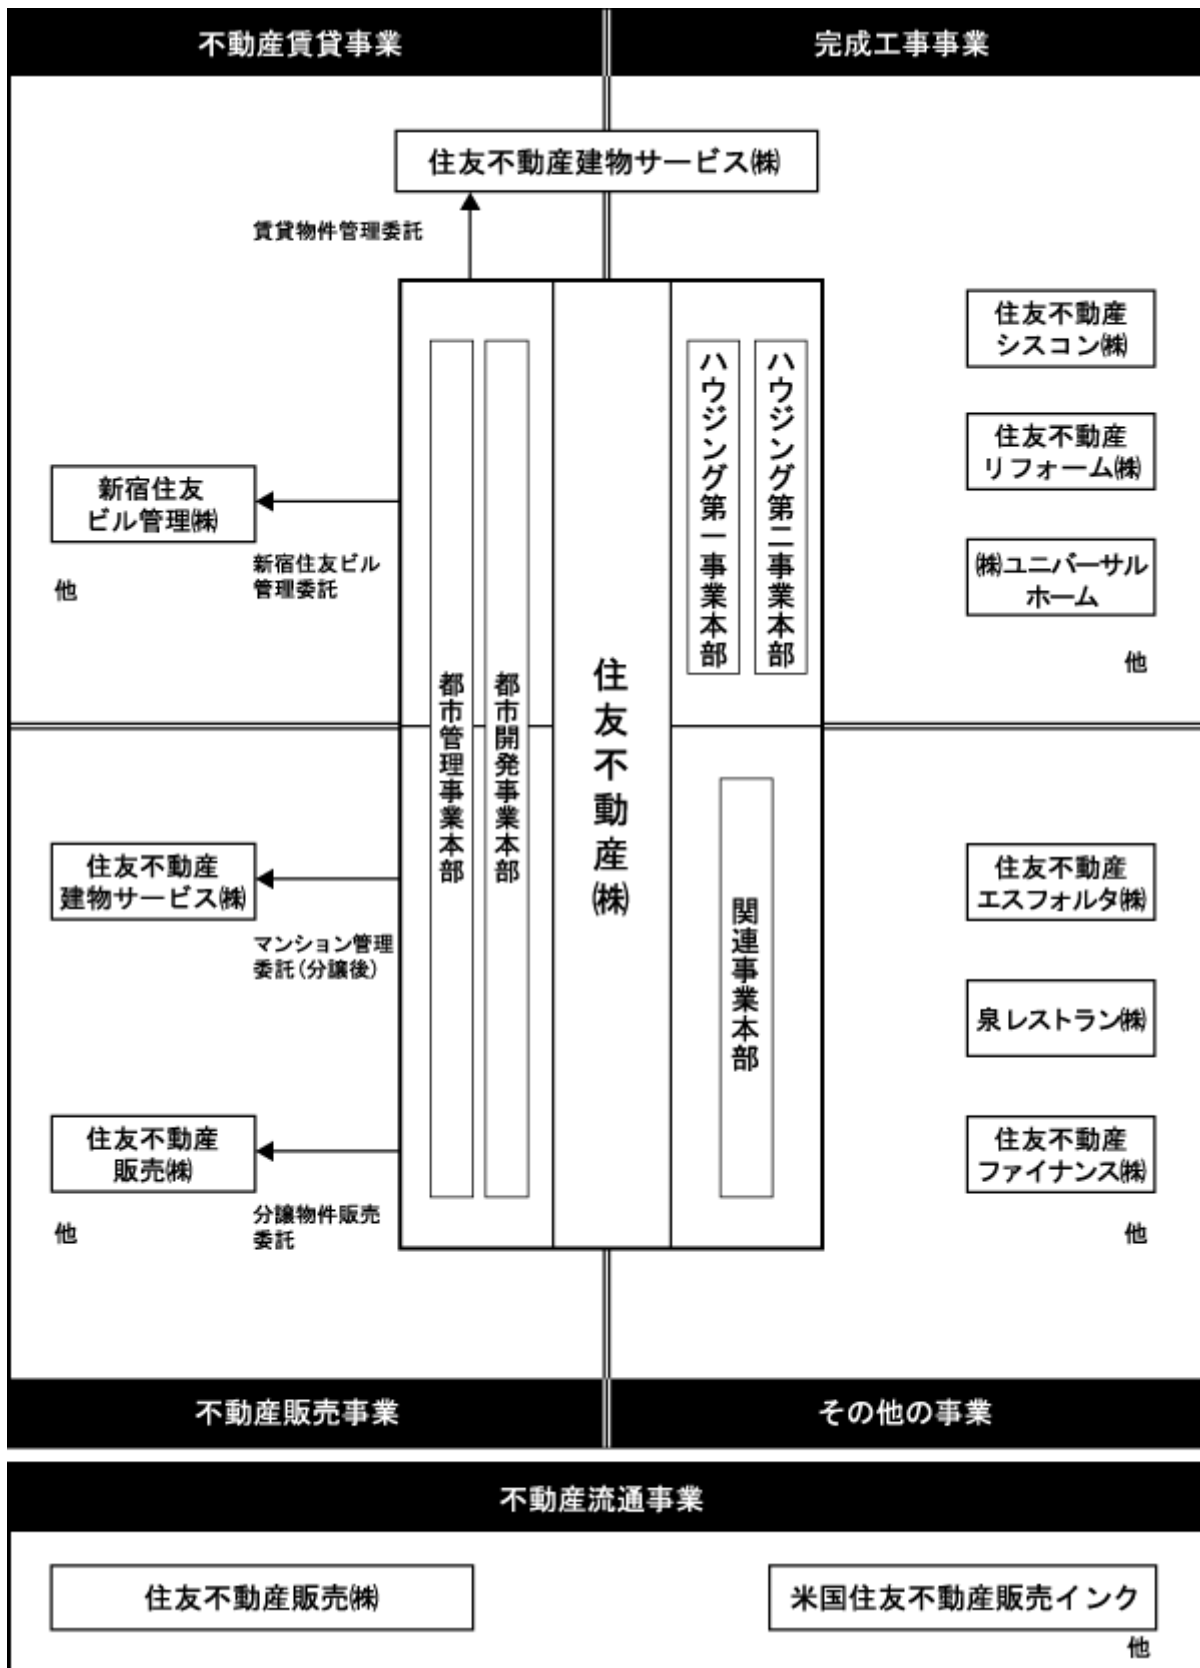 不動産賃貸事業
完成工事事業
住友不動産建物サービス㈱
賃貸物件管理委託
住友不動産
シスコン㈱
住友不動産
リフォーム㈱
㈱ユニバーサル
ホーム
他
新宿住友
ビル管理㈱
新宿住友ビル
管理委託
他
都市管理事業本部
都市開発事業本部
住友不動産㈱
ハウジング第一事業本部
ハウジング第二事業本部
関連事業本部
住友不動産
建物サービス㈱
マンション管理
委託(分譲後)
住友不動産
販売㈱
分譲物件販売
委託
他
住友不動産
エスフォルタ㈱
泉レストラン㈱
住友不動産
ファイナンス㈱
他
不動産販売事業
その他の事業
不動産流通事業
住友不動産販売㈱
米国住友不動産販売インク
他